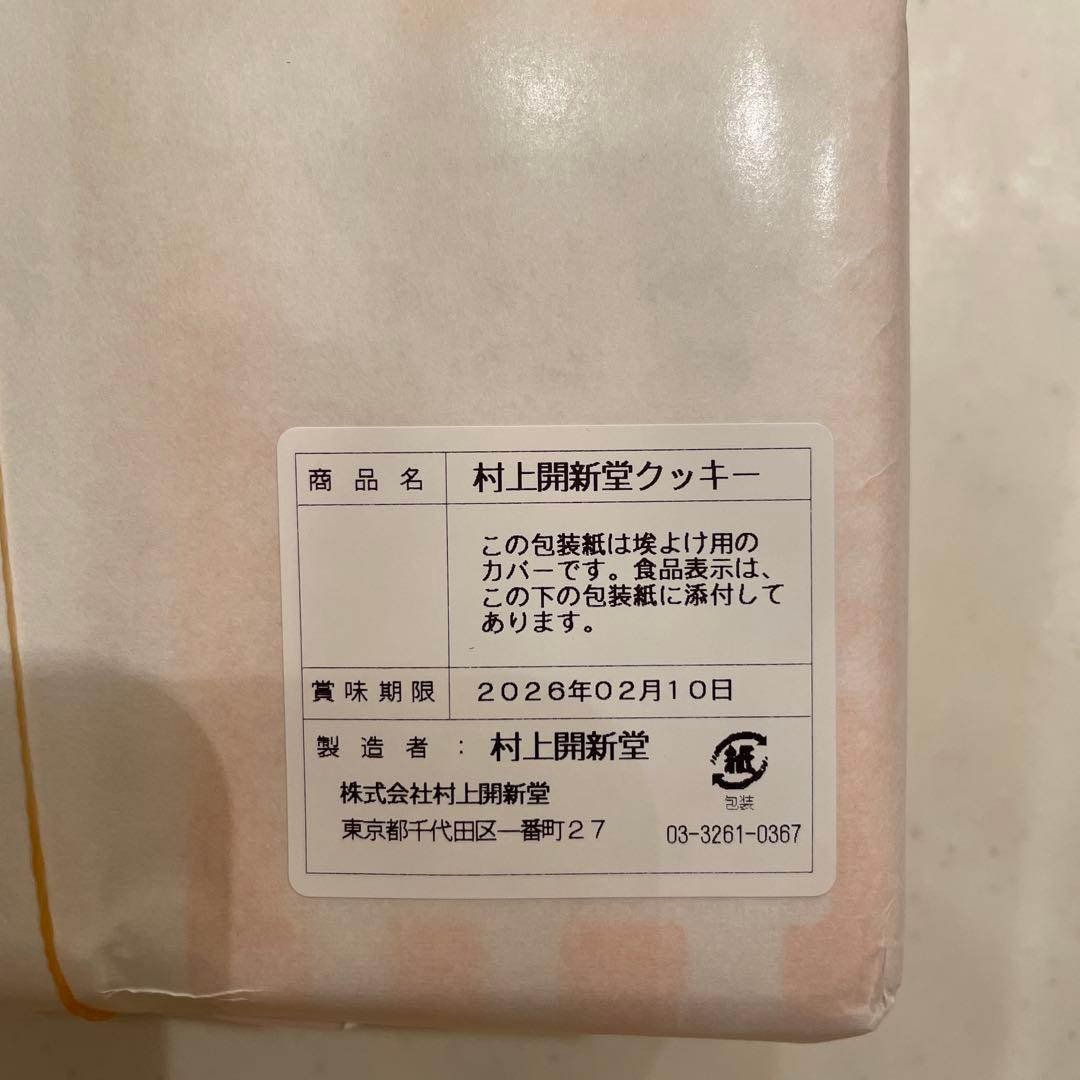 商品名 村上開新堂クッキー
この包装紙は埃よけ用の
カバーです。食品表示は、
この下の包装紙に添付して
あります。
賞味期限 2026年02月10日
製造者: 村上開新堂
紙
包装
株式会社村上開新堂
東京都千代田区一番町27 03-3261-0367